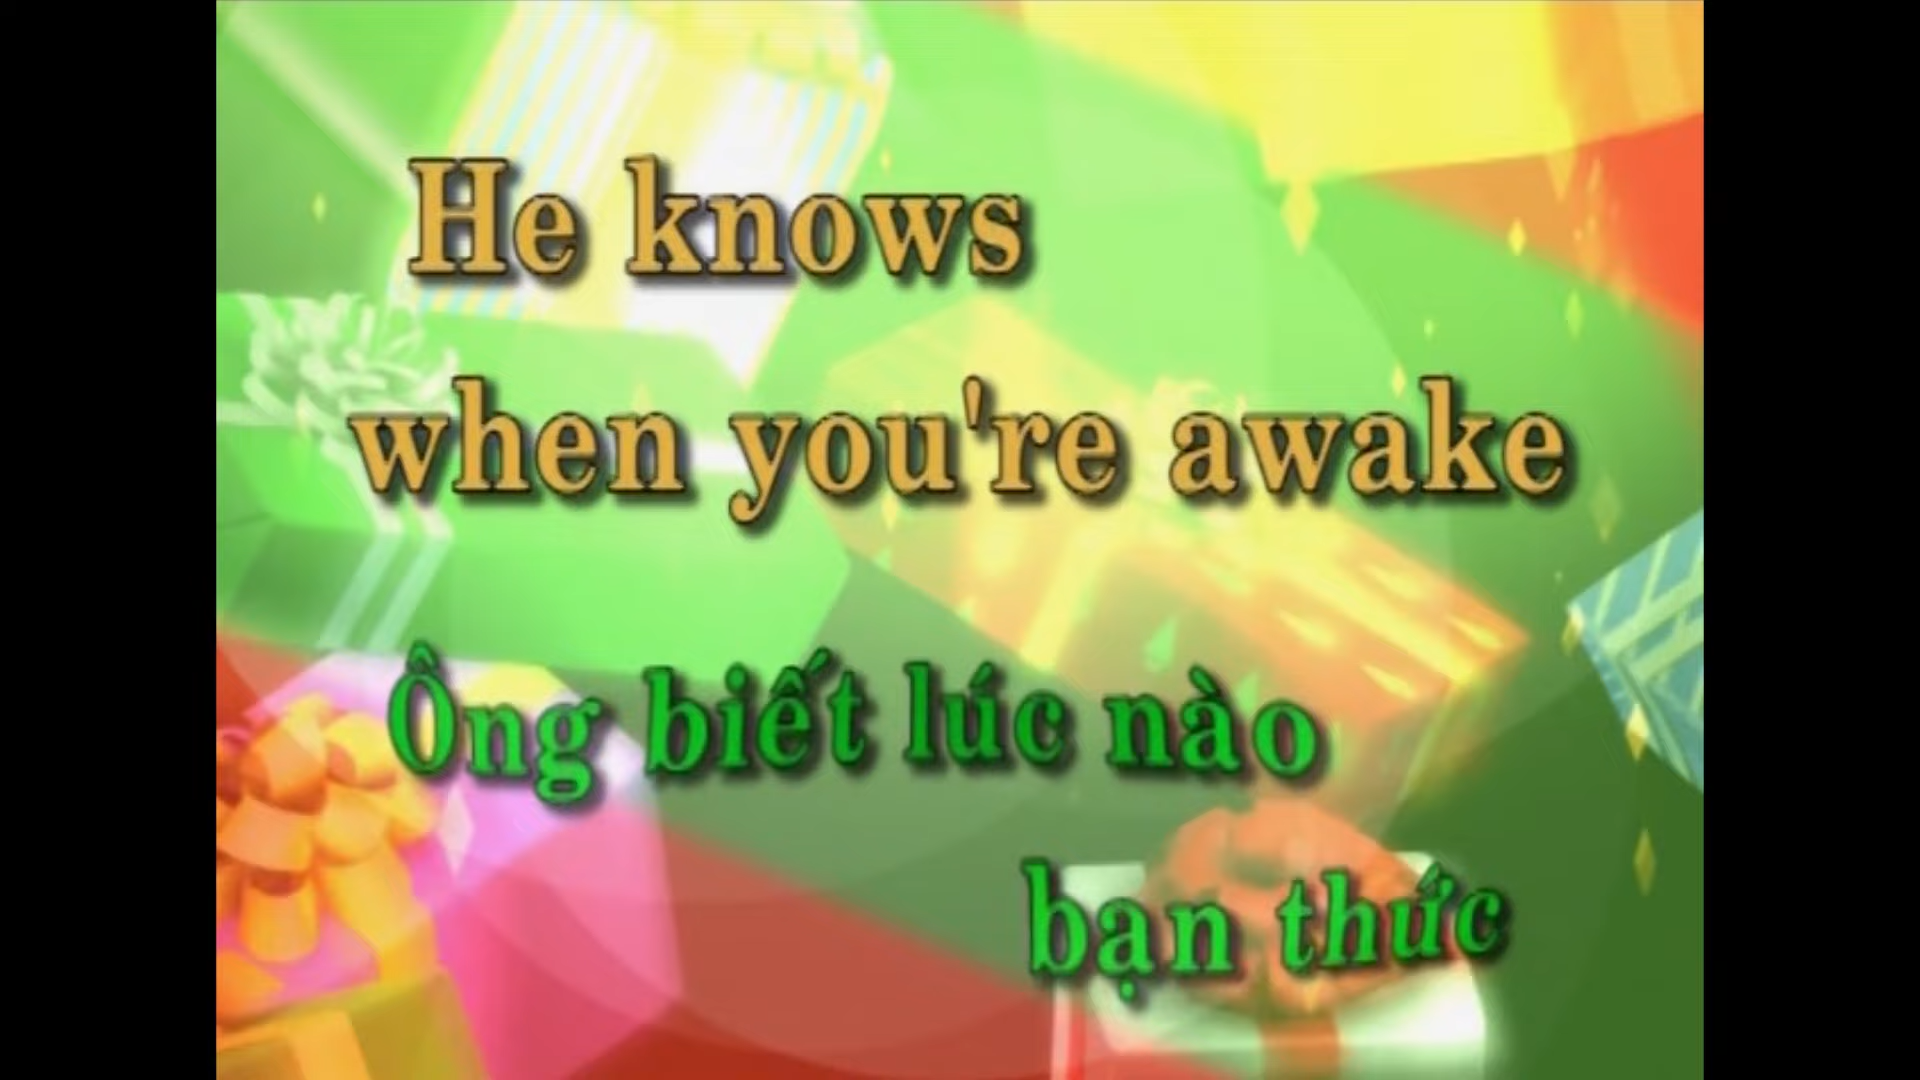 He knows
when you're awake
Ông biết lúc nào
bạn thức